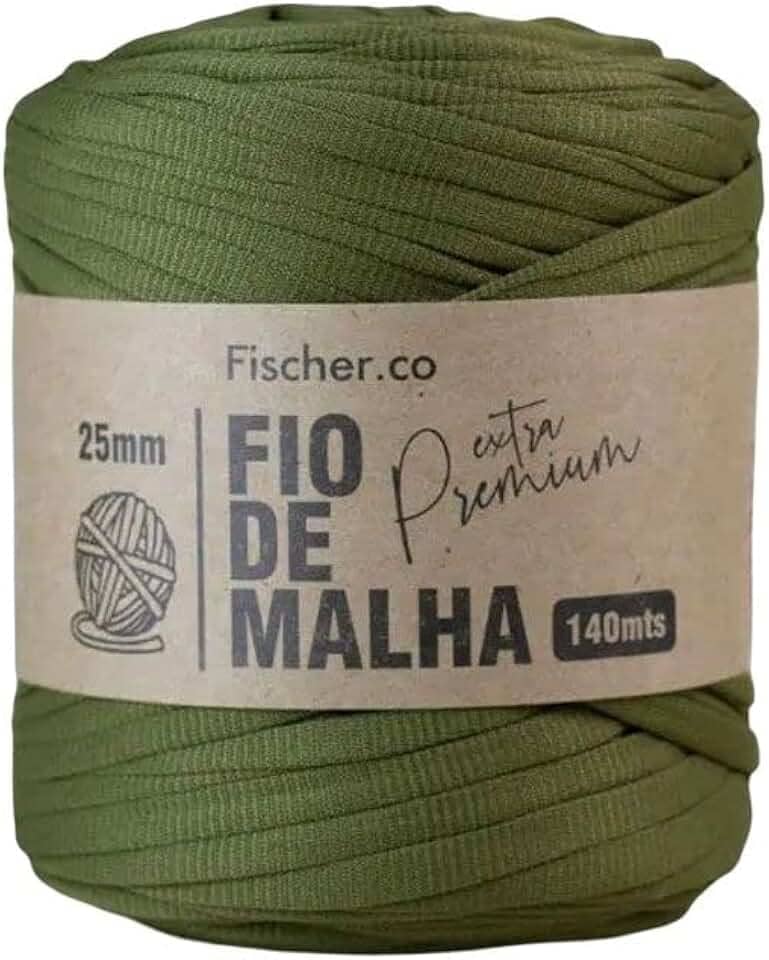 Fischer.co
25mm
FIO
DE
MALHA
extra
Premium
140mts